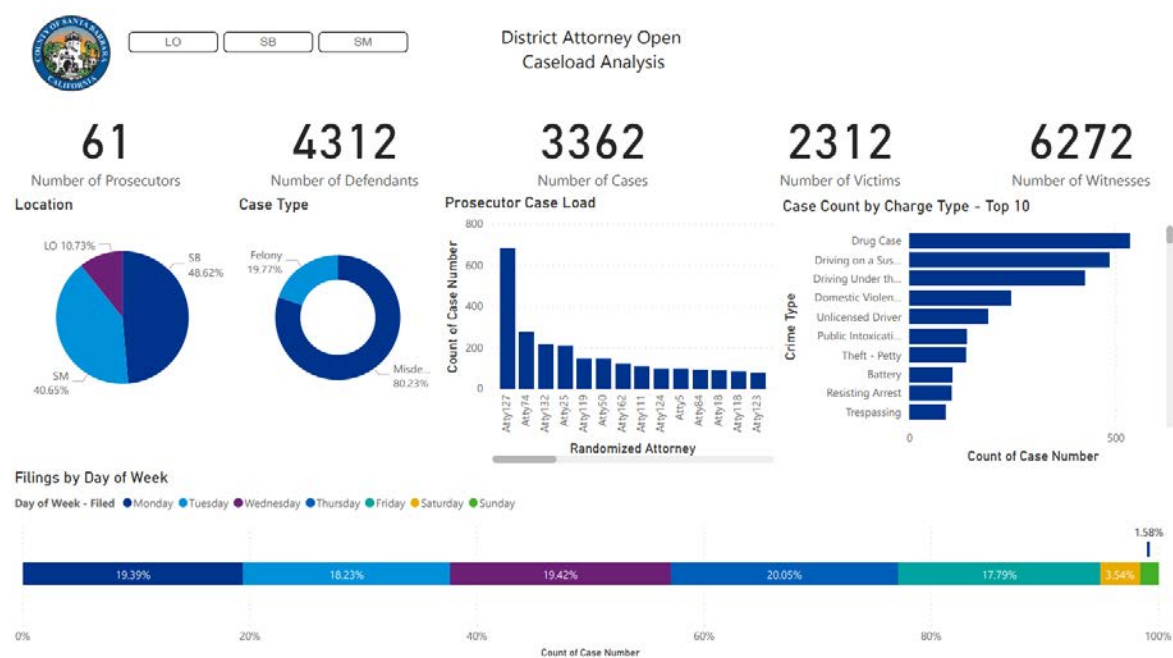 COUNTY OF SANTA BARBARA
CALIFORNIA
LO
SB
SM
District Attorney Open
Caseload Analysis
61
Number of Prosecutors
4312
Number of Defendants
3362
Number of Cases
2312
Number of Victims
6272
Number of Witnesses
Location
LO 10.73%
SB
48.62%
SM
40.65%
Case Type
Felony
19.77%
Misde...
80.23%
Prosecutor Case Load
Count of Case Number
800
600
400
200
0
Atty127
Atty74
Atty132
Atty25
Atty119
Atty50
Atty162
Atty111
Atty124
Atty5
Atty84
Atty18
Atty118
Atty123
Randomized Attorney
Case Count by Charge Type - Top 10
Crime Type
Drug Case
Driving on a Sus...
Driving Under th...
Domestic Violen...
Unlicensed Driver
Public Intoxicati...
Theft - Petty
Battery
Resisting Arrest
Trespassing
0
500
Count of Case Number
Filings by Day of Week
Day of Week - Filed Monday Tuesday Wednesday Thursday Friday Saturday Sunday
1.58%
19.39%
18.23%
19.42%
20.05%
17.79%
3.54%
0%
20%
40%
60%
80%
100%
Count of Case Number